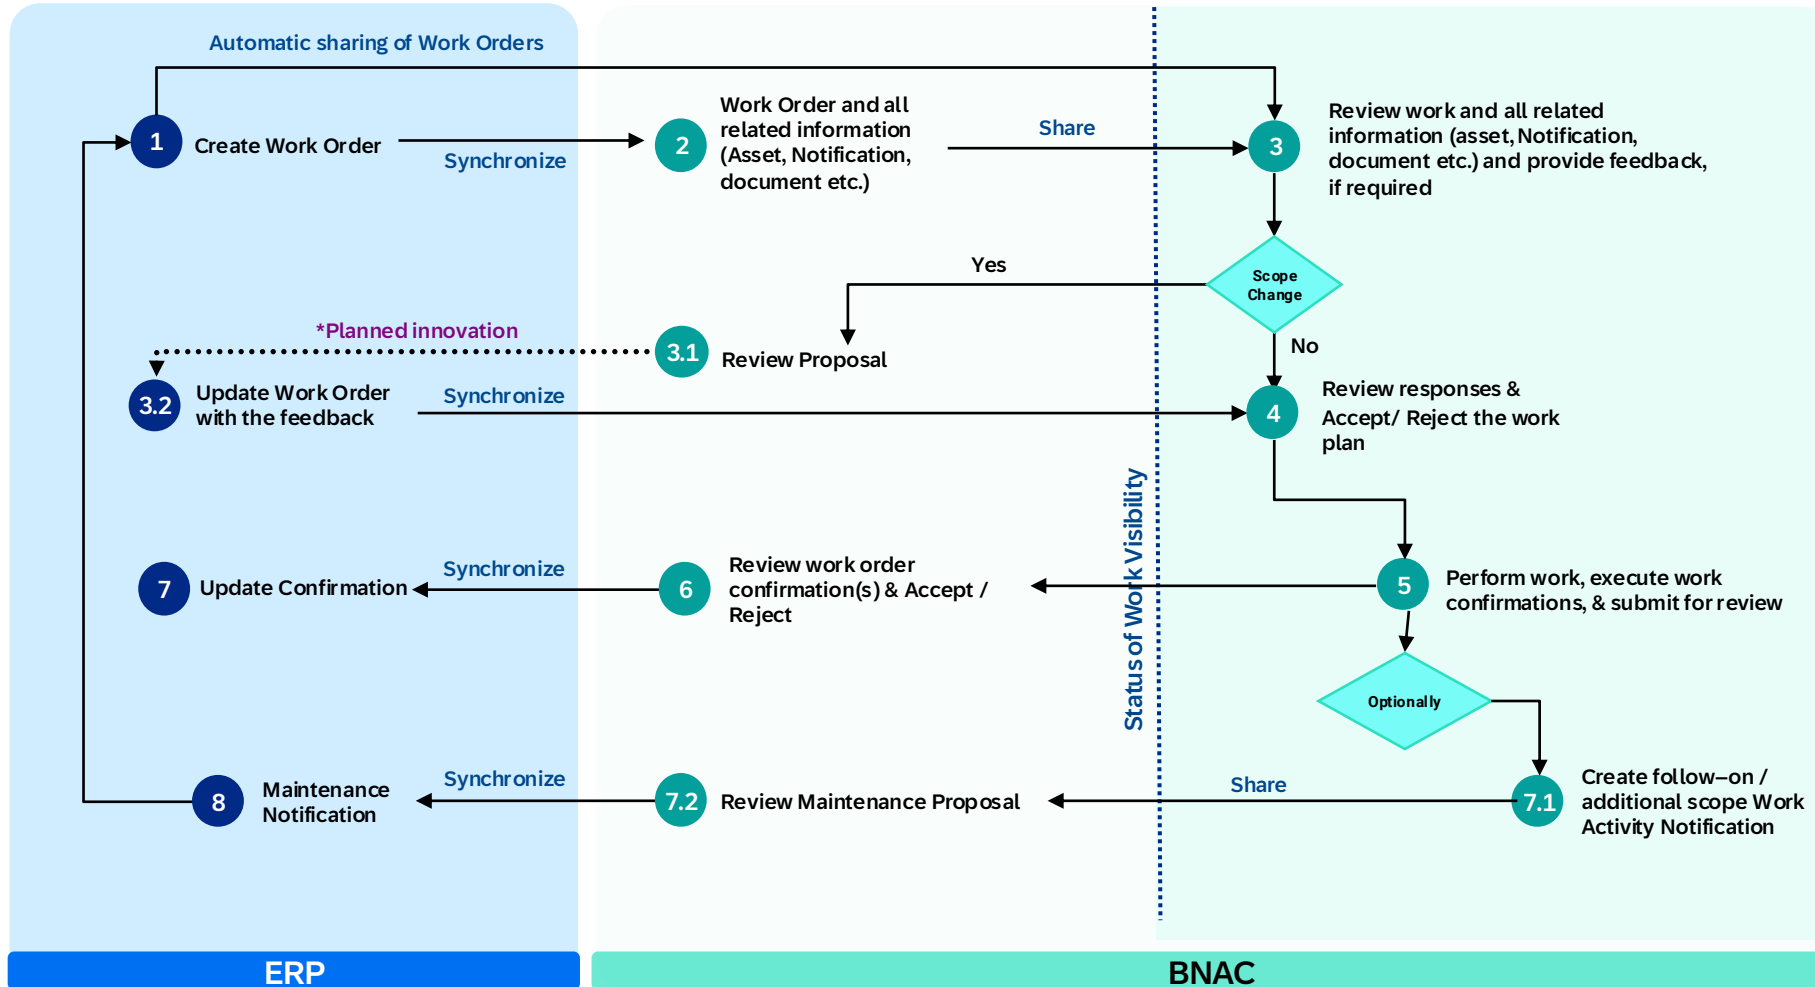 Automatic sharing of Work Orders
1
Create Work Order
Synchronize
2
Work Order and all
related information
(Asset, Notification,
document etc.)
Share
3
Review work and all related
information (asset, Notification,
document etc.) and provide feedback,
if required
Scope
Change
Yes
No
*Planned innovation
3.1
Review Proposal
3.2
Update Work Order
with the feedback
Synchronize
4
Review responses &
Accept/ Reject the work
plan
Status of Work Visibility
7
Update Confirmation
Synchronize
6
Review work order
confirmation(s) & Accept /
Reject
5
Perform work, execute work
confirmations, & submit for review
Optionally
8
Maintenance
Notification
Synchronize
7.2
Review Maintenance Proposal
Share
7.1
Create follow–on /
additional scope Work
Activity Notification
ERP
BNAC